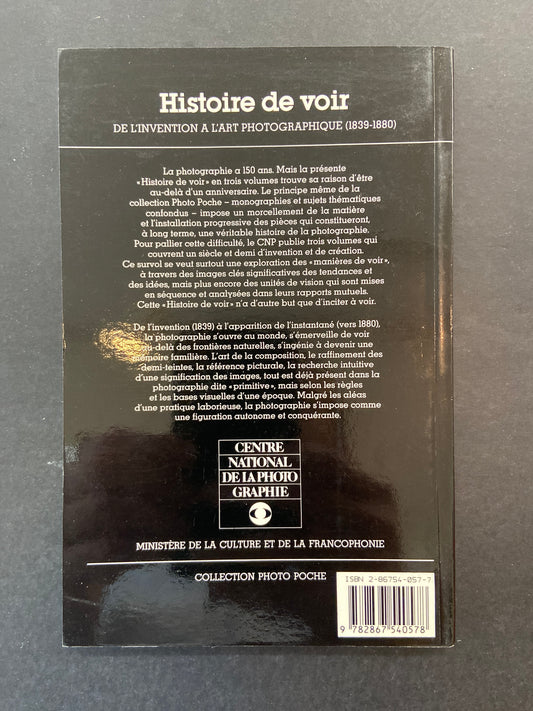 Histoire de voir
DE L'INVENTION A L'ART PHOTOGRAPHIQUE (1839-1880)
La photographie a 150 ans. Mais la présente
«Histoire de voir» en trois volumes trouve sa raison d'être
au-delà d'un anniversaire. Le principe même de la
collection Photo Poche – monographies et sujets thématiques
confondus – impose un morcellement de la matière
et l'installation progressive des pièces qui constitueront,
à long terme, une véritable histoire de la photographie.
Pour pallier cette difficulté, le CNP publie trois volumes qui
couvrent un siècle et demi d'invention et de création.
Ce survol se veut surtout une exploration des «manières de voir»,
à travers des images clés significatives des tendances et
des idées, mais plus encore des unités de vision qui sont mises
en séquence et analysées dans leurs rapports mutuels.
Cette «Histoire de voir» n'a d'autre but que d'inciter à voir.
De l'invention (1839) à l'apparition de l'instantané (vers 1880),
la photographie s'ouvre au monde, s'émerveille de voir
au-delà des frontières naturelles, s'ingénie à devenir une
mémoire familière. L'art de la composition, le raffinement des
demi-teintes, la référence picturale, la recherche intuitive
d'une signification des images, tout est déjà présent dans la
photographie dite «primitive», mais selon les règles
et les bases visuelles d'une époque. Malgré les aléas
d'une pratique laborieuse, la photographie s'impose comme
une figuration autonome et conquérante.
CENTRE
NATIONAL
DE LA PHOTO
GRAPHIE
MINISTÈRE DE LA CULTURE ET DE LA FRANCOPHONIE
COLLECTION PHOTO POCHE
ISBN 2-86754-057-7
9 782867 540578